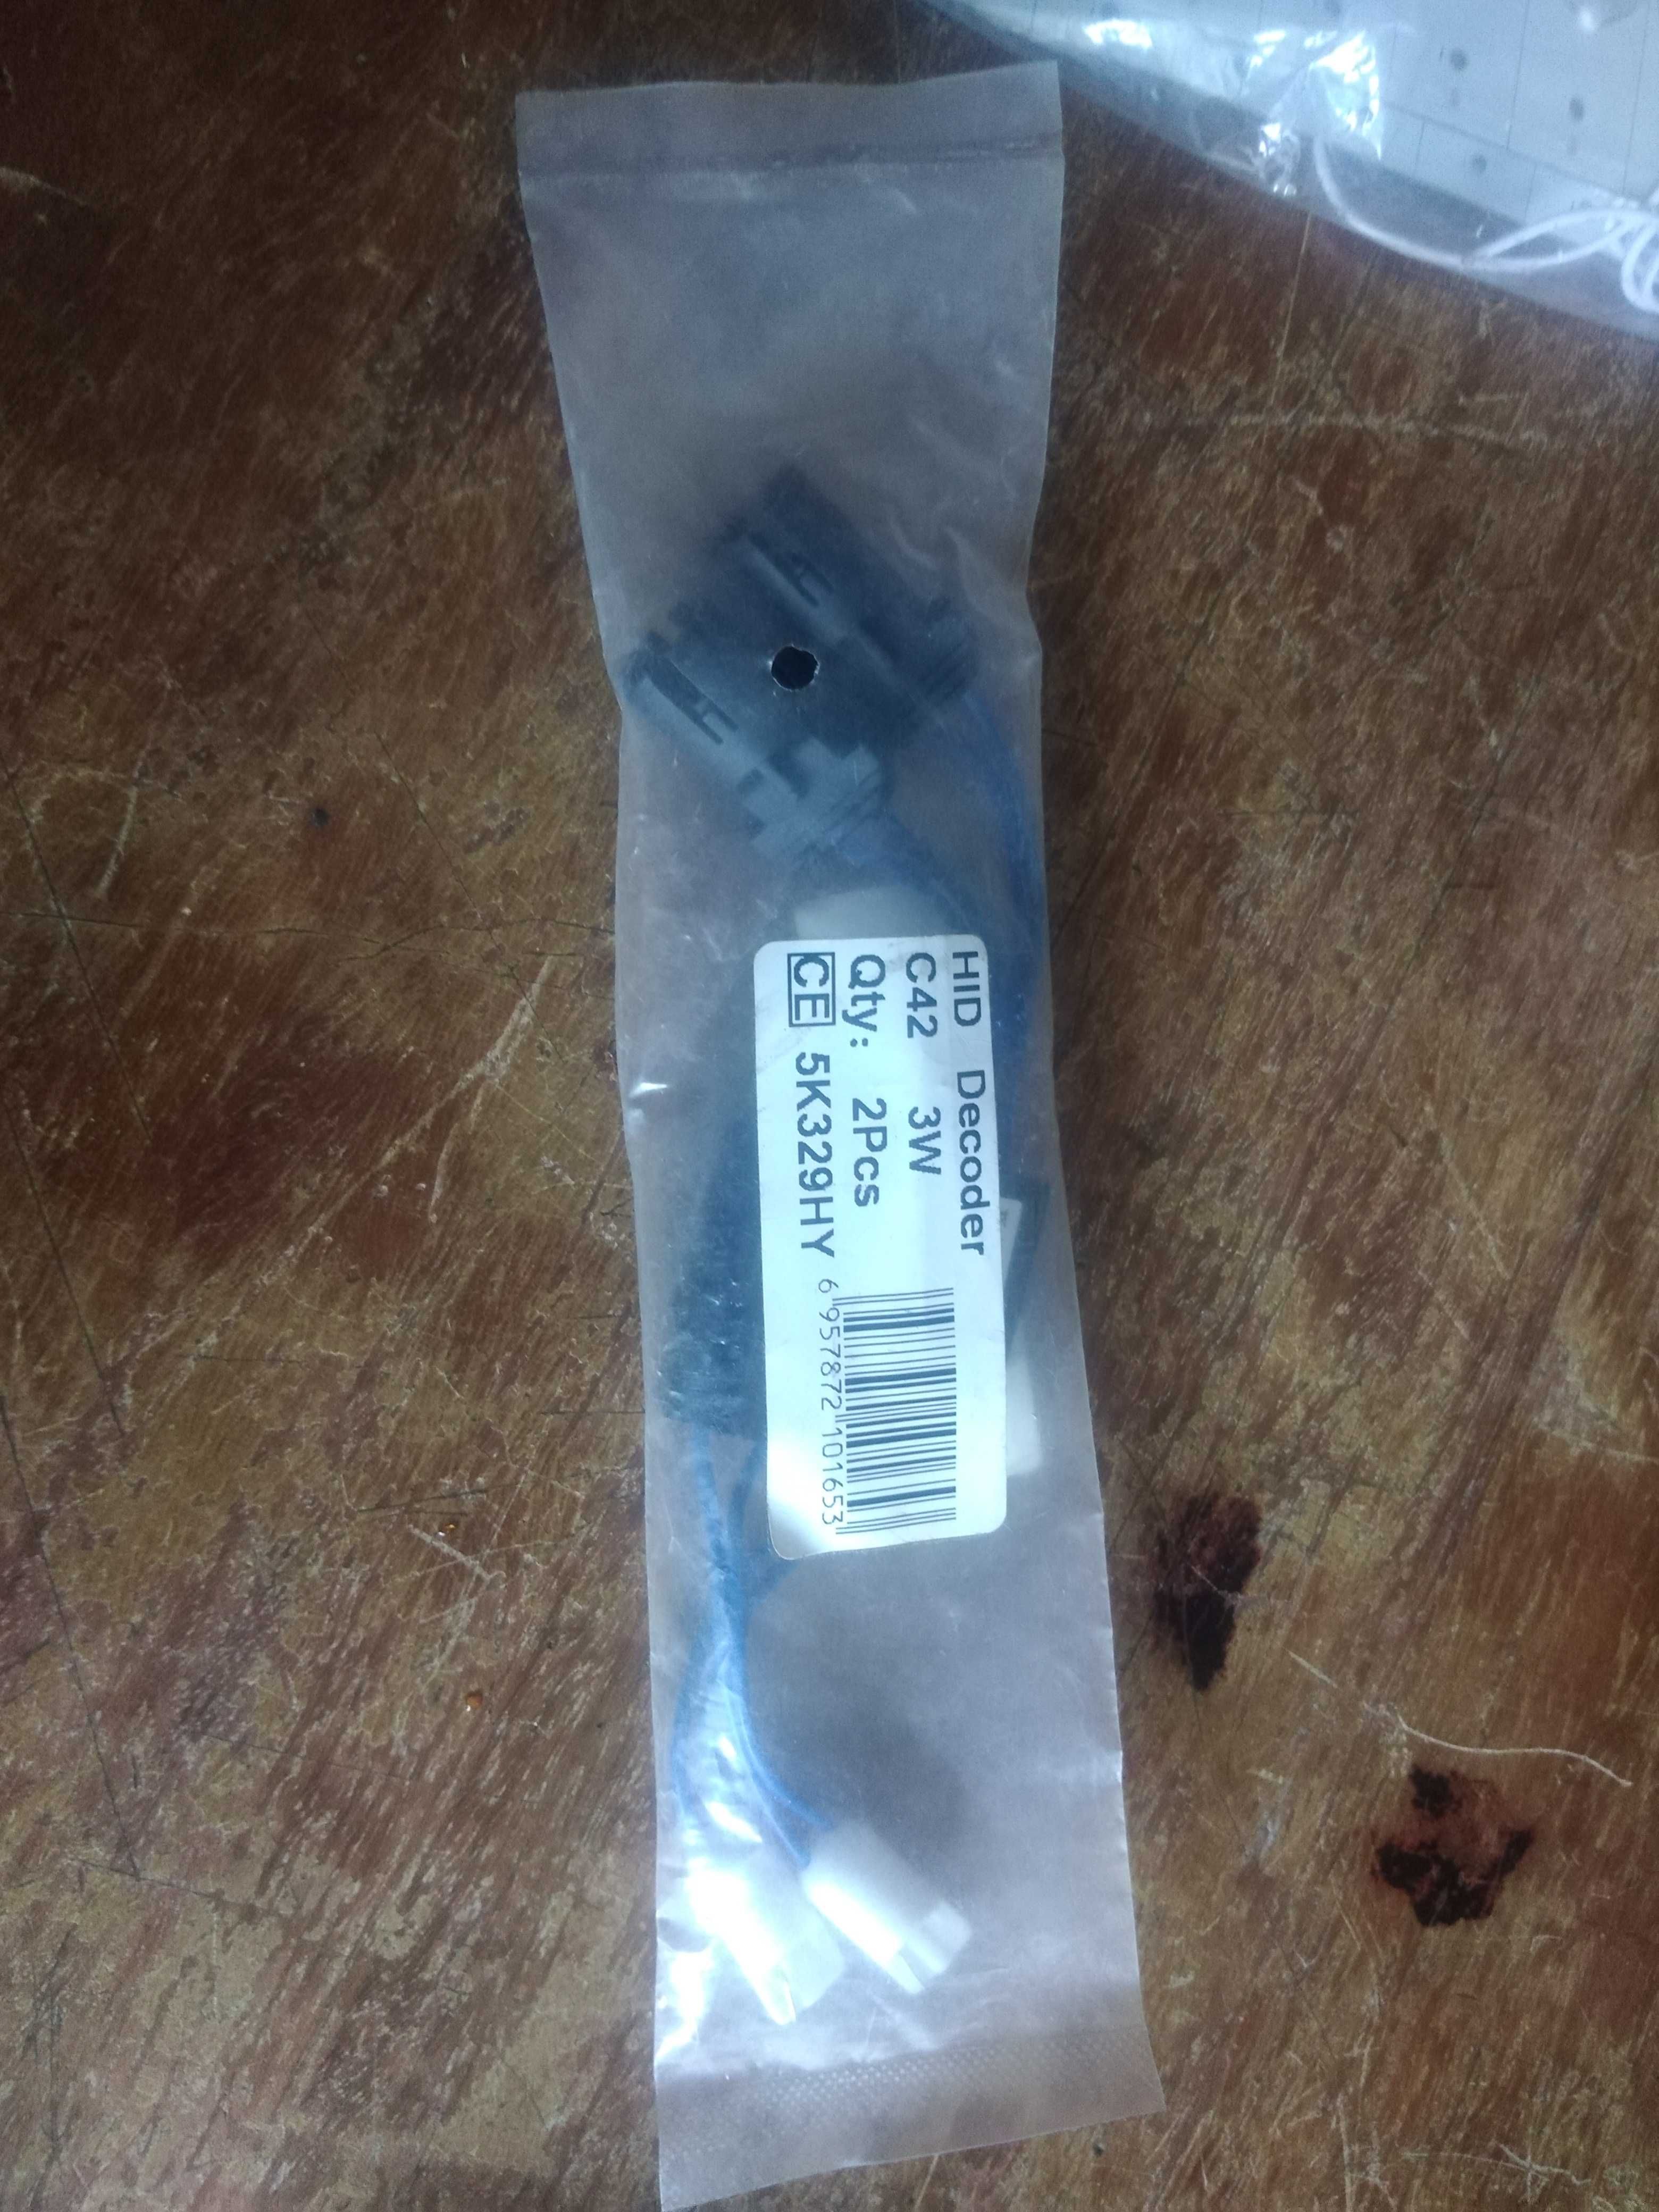 HID Decoder
C42 3W
Qty: 2Pcs
CE 5K329HY
6 957872 101653